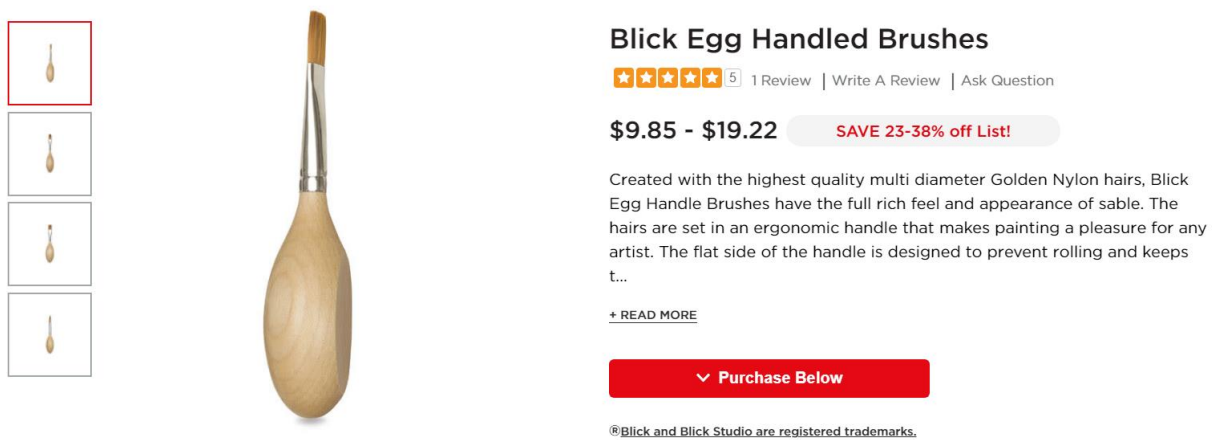 Blick Egg Handled Brushes
5 1 Review | Write A Review | Ask Question
$9.85 - $19.22 SAVE 23-38% off List!
Created with the highest quality multi diameter Golden Nylon hairs, Blick
Egg Handle Brushes have the full rich feel and appearance of sable. The
hairs are set in an ergonomic handle that makes painting a pleasure for any
artist. The flat side of the handle is designed to prevent rolling and keeps
t...
+ READ MORE
Purchase Below
®Blick and Blick Studio are registered trademarks.